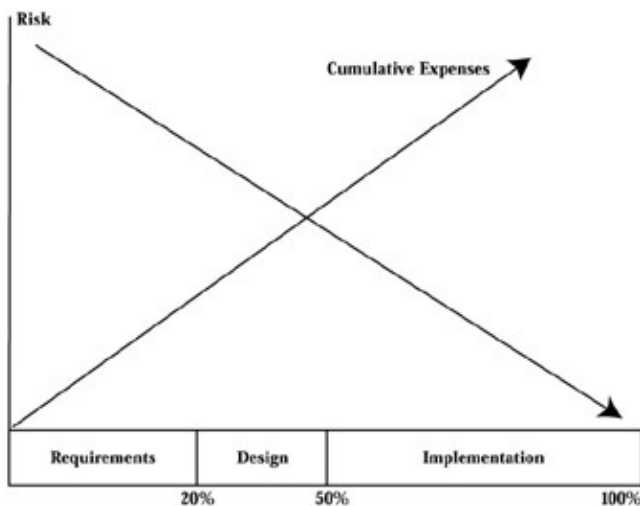 Risk
Cumulative Expenses
Requirements
Design
Implementation
20%
50%
100%